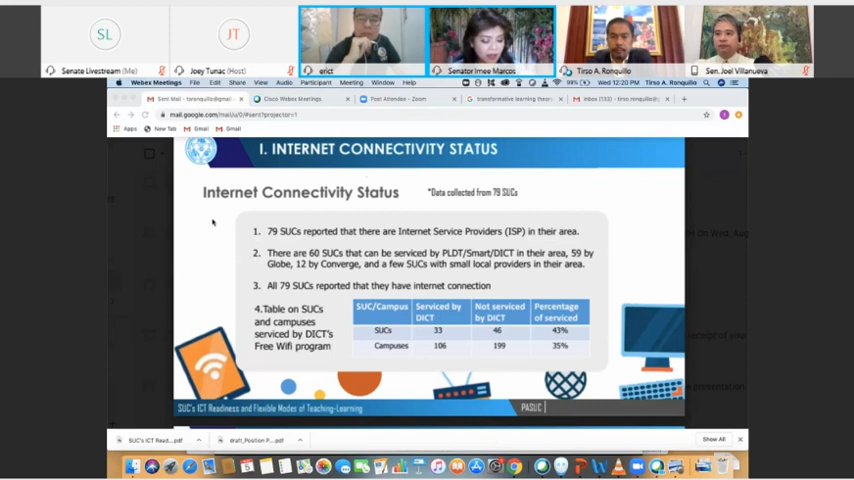 SL
JT
Senate Livestream (Me)
Joey Tunac (Host)
erict
Senator Imee Marcos
Tirso A. Ronquillo
Sen. Joel Villanueva
Webex Meetings File Edit Share View Audio Participant Meeting Window Help
99% Wed 12:20 PM Tirso A. Ronquillo
Cisco Webex Meetings
Post Attendee - Zoom
mail.google.com/mail/u/0/#sent?projector=1
Apps New Tab Gmail Gmail
I. INTERNET CONNECTIVITY STATUS
Internet Connectivity Status *Data collected from 79 SUCs
1. 79 SUCs reported that there are Internet Service Providers (ISP) in their area.
2. There are 60 SUCs that can be serviced by PLDT/Smart/DICT in their area, 59 by
Globe, 12 by Converge, and a few SUCs with small local providers in their area.
3. All 79 SUCs reported that they have internet connection
4.Table on SUCs
and campuses
serviced by DICT's
Free Wifi program
SUC/Campus Serviced by DICT Not serviced by DICT Percentage of serviced
SUCs 33 46 43%
Campuses 106 199 35%
SUC's ICT Readiness and Flexible Modes of Teaching-Learning
PASUC
SUC's ICT Read....pdf
draft_Position P....pdf
Show All